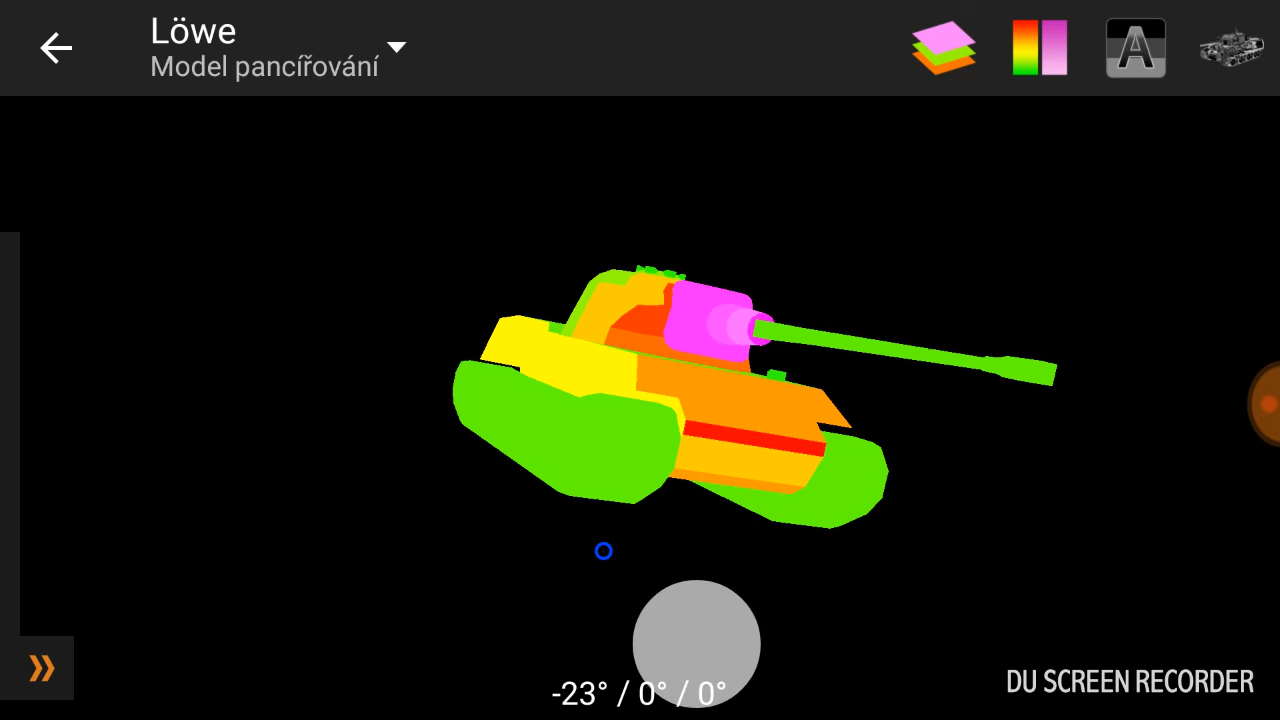 Löwe
Model pancířování
A
-23° / 0° / 0°
DU SCREEN RECORDER